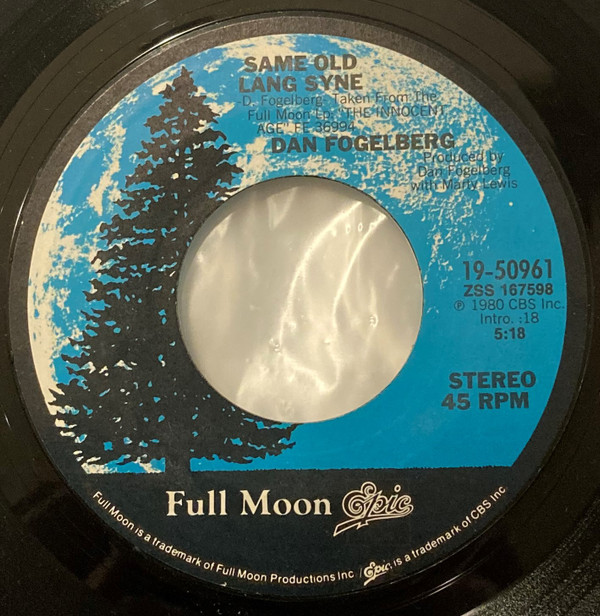 SAME OLD
LANG SYNE
D. Fogelberg- Taken From The
Full Moon Lp: "THE INNOCENT
AGE" FE 36994
DAN FOGELBERG
Produced by
Dan Fogelberg
with Marty Lewis
19-50961
ZSS 167598
℗ 1980 CBS Inc.
Intro. :18
5:18
STEREO
45 RPM
Full Moon Epic
Full Moon is a trademark of Full Moon Productions Inc / Epic, is a trademark of CBS Inc.